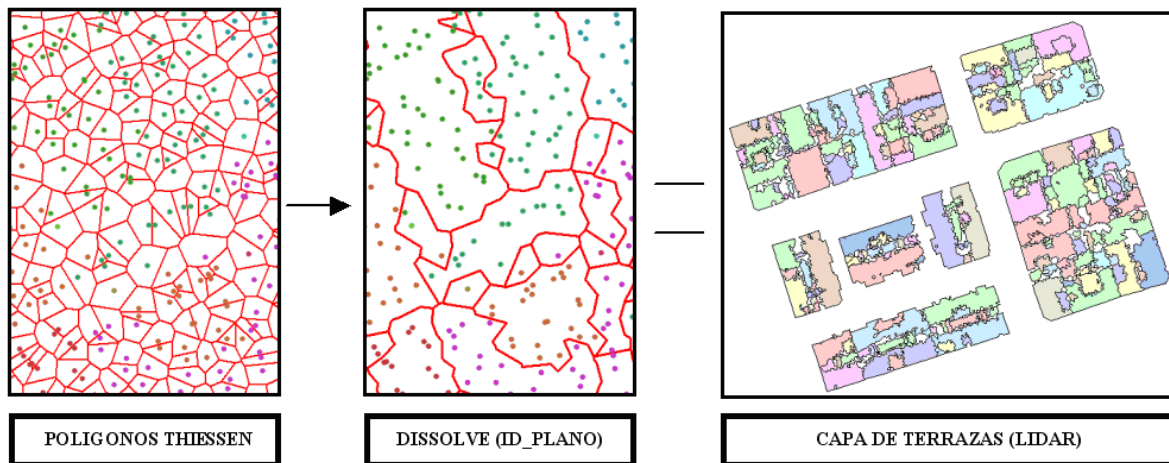 POLIGONOS THIESSEN
DISSOLVE (ID_PLANO)
CAPA DE TERRAZAS (LIDAR)